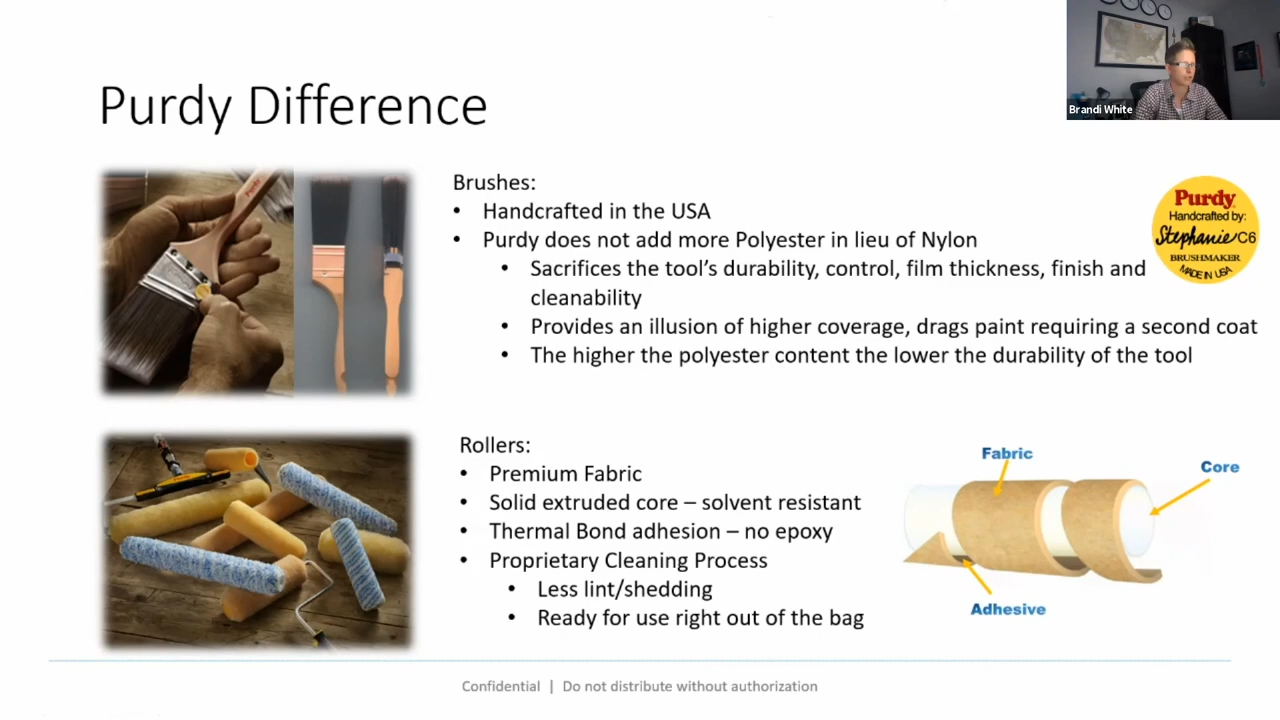 Brandi White
Purdy Difference
Brushes:
• Handcrafted in the USA
• Purdy does not add more Polyester in lieu of Nylon
• Sacrifices the tool's durability, control, film thickness, finish and
cleanability
• Provides an illusion of higher coverage, drags paint requiring a second coat
• The higher the polyester content the lower the durability of the tool
Purdy
Handcrafted by:
Stephanie C6
BRUSHMAKER
MADE IN USA
Purdy
Rollers:
• Premium Fabric
• Solid extruded core – solvent resistant
• Thermal Bond adhesion – no epoxy
• Proprietary Cleaning Process
• Less lint/shedding
• Ready for use right out of the bag
Fabric
Core
Adhesive
Confidential | Do not distribute without authorization